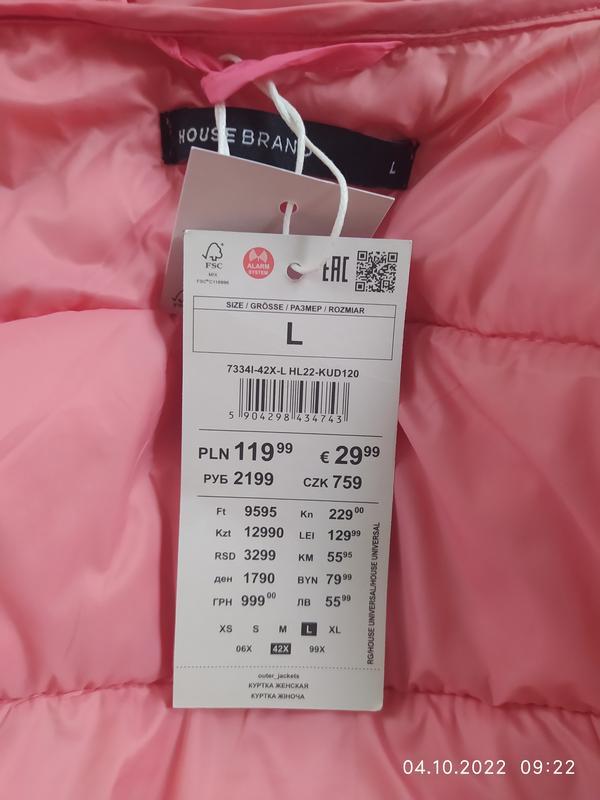 HOUSE BRAND
L
FSC
MIX
FSC® C118996
ALARM
SYSTEM
EAC
SIZE / GRÖSSE / РАЗМЕР / ROZMIAR
L
7334I-42X-L HL22-KUD120
5 904298 434743
PLN 119 99 € 29 99
РУБ 2199 CZK 759
Ft 9595 Kn 229 00
Kzt 12990 LEI 129 99
RSD 3299 KM 55 95
ден 1790 BYN 79 99
ГРН 999 00 ЛВ 55 99
XS S M L XL
06X 42X 99X
RG/HOUSE UNIVERSAL/HOUSE UNIVERSAL
outer_jackets
КУРТКА ЖЕНСКАЯ
КУРТКА ЖІНОЧА
04.10.2022 09:22